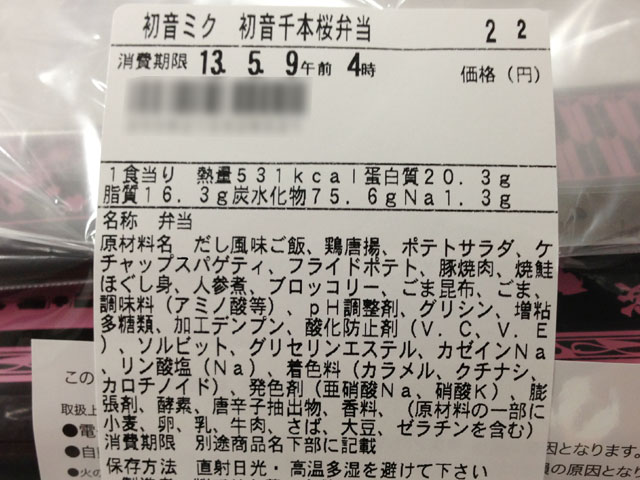 初音ミク 初音千本桜弁当 22
消費期限 13. 5. 9午前 4時 価格(円)
1食当り 熱量531kcal蛋白質20.3g
脂質16.3g炭水化物75.6gNa1.3g
名称 弁当
原材料名 だし風味ご飯、鶏唐揚、ポテトサラダ、ケ
チャップスパゲティ、フライドポテト、豚焼肉、焼鮭
ほぐし身、人参煮、ブロッコリー、ごま昆布、ごま、
調味料(アミノ酸等)、pH調整剤、グリシン、増粘
多糖類、加工デンプン、酸化防止剤(V.C、V.E
)、ソルビット、グリセリンエステル、カゼインNa
、リン酸塩(Na)、着色料(カラメル、クチナシ、
カロチノイド)、発色剤(亜硝酸Na、硝酸K)、膨
張剤、酵素、唐辛子抽出物、香料、(原材料の一部に
小麦、卵、乳、牛肉、さば、大豆、ゼラチンを含む)
消費期限 別途商品名下部に記載
保存方法 直射日光・高温多湿を避けて下さい
この
取扱上
●電
●自
●火の
因となります。
の原因となり